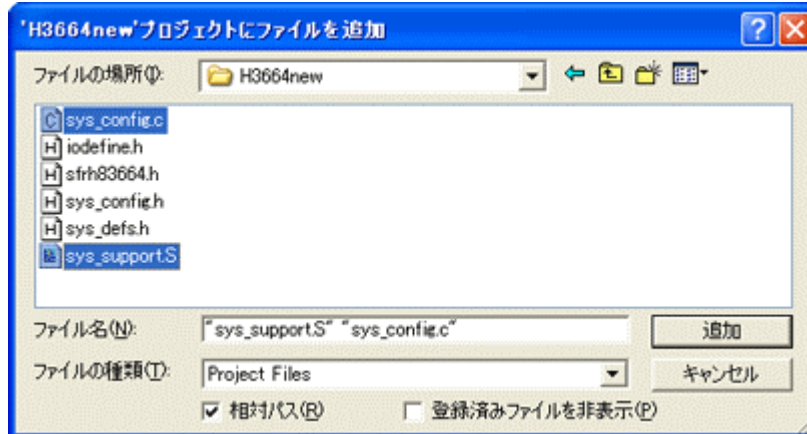 'H3664new'プロジェクトにファイルを追加
ファイルの場所(I): H3664new
sys_config.c
iodefine.h
sfrh83664.h
sys_config.h
sys_defs.h
sys_support.S
ファイル名(N): "sys_support.S" "sys_config.c" 追加
ファイルの種類(T): Project Files キャンセル
相対パス(R) 登録済みファイルを非表示(P)